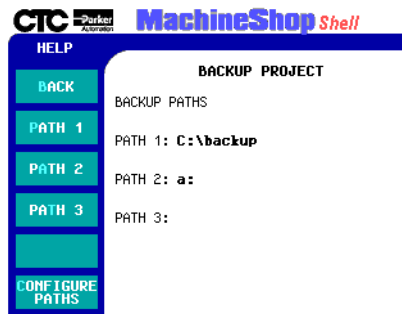 CTC Parker Automation MachineShop Shell
HELP
BACK
PATH 1
PATH 2
PATH 3
CONFIGURE
PATHS
BACKUP PROJECT
BACKUP PATHS
PATH 1: C:\backup
PATH 2: a:
PATH 3: